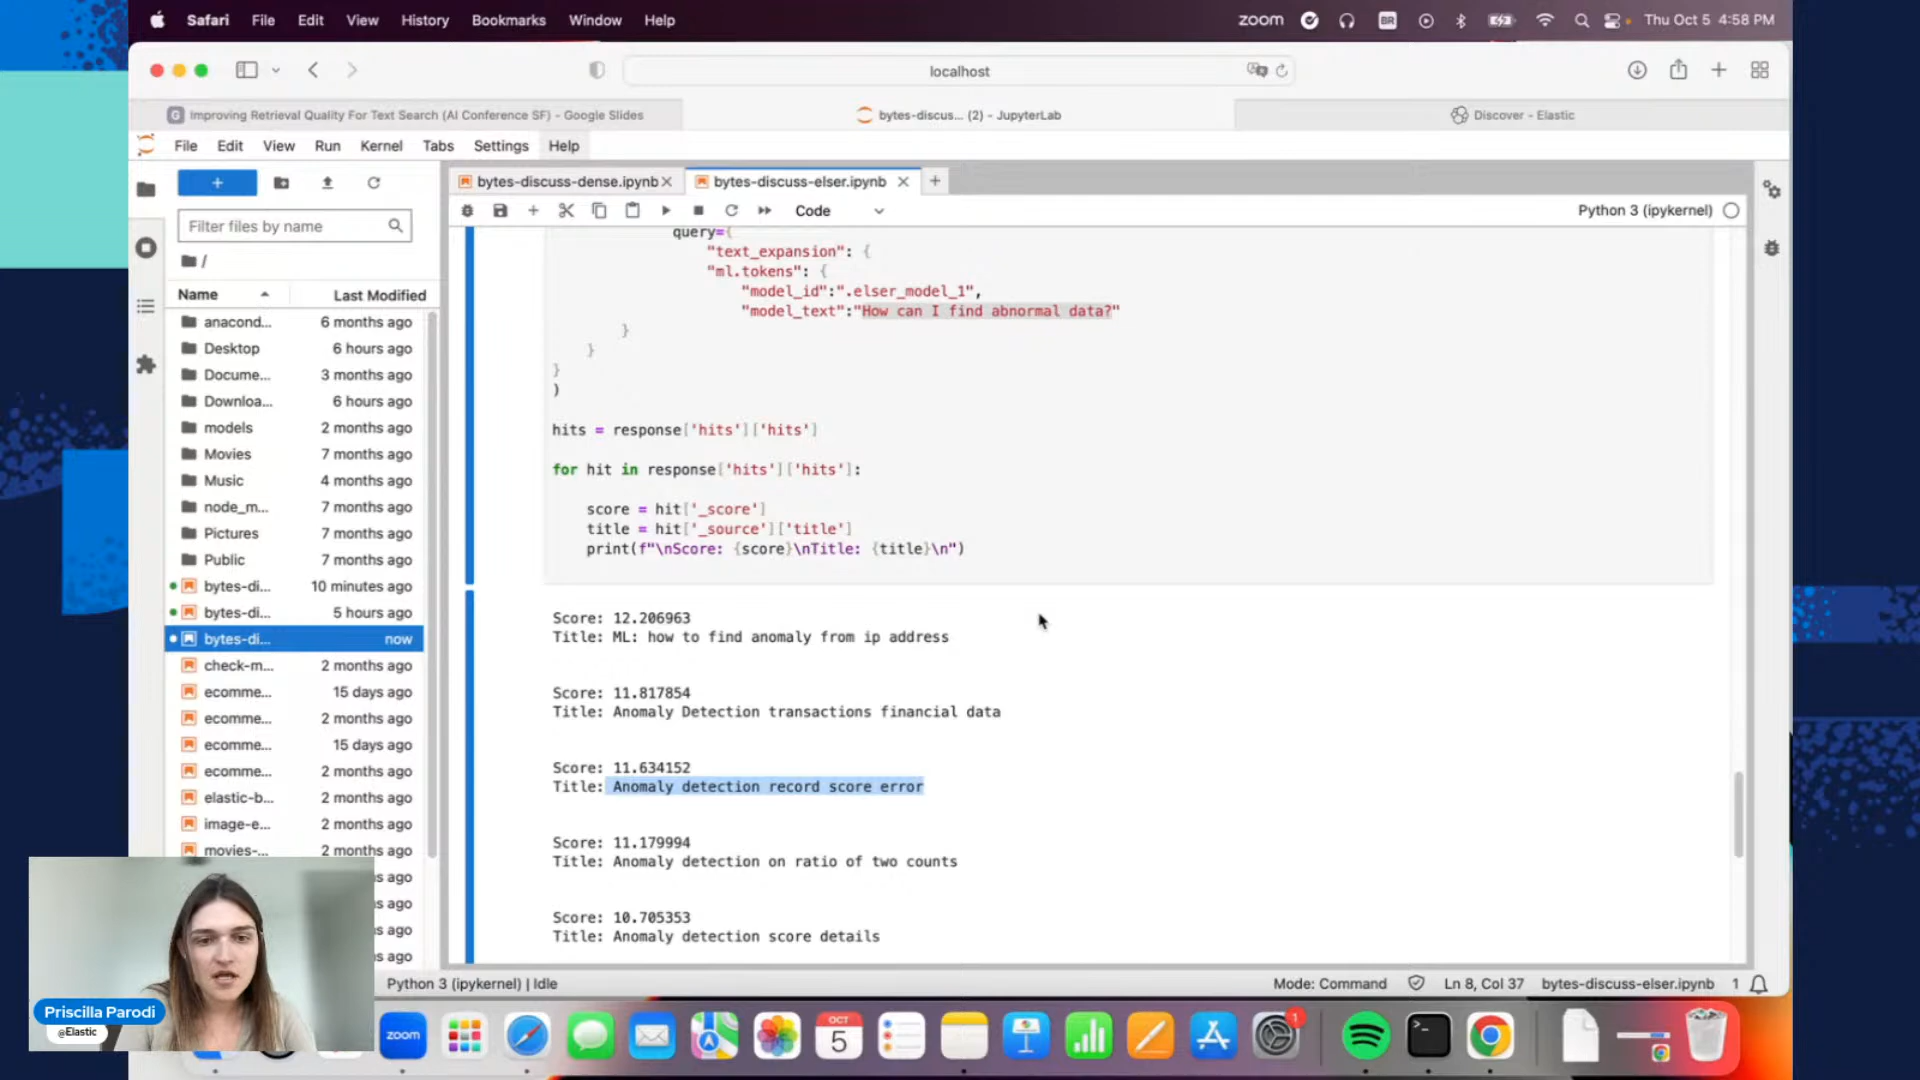 Safari File Edit View History Bookmarks Window Help
zoom BR Thu Oct 5 4:58 PM
localhost
Improving Retrieval Quality For Text Search (AI Conference SF) - Google Slides
bytes-discus... (2) - JupyterLab
Discover - Elastic
File Edit View Run Kernel Tabs Settings Help
bytes-discuss-dense.ipynb
bytes-discuss-elser.ipynb
Code
Python 3 (ipykernel)
Filter files by name
/
Name Last Modified
anacond... 6 months ago
Desktop 6 hours ago
Docume... 3 months ago
Downloa... 6 hours ago
models 2 months ago
Movies 7 months ago
Music 4 months ago
node_m... 7 months ago
Pictures 7 months ago
Public 7 months ago
bytes-di... 10 minutes ago
bytes-di... 5 hours ago
bytes-di... now
check-m... 2 months ago
ecomme... 15 days ago
ecomme... 2 months ago
ecomme... 15 days ago
ecomme... 2 months ago
elastic-b... 2 months ago
image-e... 2 months ago
movies-... 2 months ago
s ago
s ago
s ago
s ago
query={
"text_expansion": {
"ml.tokens": {
"model_id":".elser_model_1",
"model_text":"How can I find abnormal data?"
}
}
}
)
hits = response['hits']['hits']
for hit in response['hits']['hits']:
score = hit['_score']
title = hit['_source']['title']
print(f"\nScore: {score}\nTitle: {title}\n")
Score: 12.206963
Title: ML: how to find anomaly from ip address
Score: 11.817854
Title: Anomaly Detection transactions financial data
Score: 11.634152
Title: Anomaly detection record score error
Score: 11.179994
Title: Anomaly detection on ratio of two counts
Score: 10.705353
Title: Anomaly detection score details
Python 3 (ipykernel) | Idle
Mode: Command
Ln 8, Col 37
bytes-discuss-elser.ipynb
1
Priscilla Parodi
@Elastic
zoom
OCT
5
1